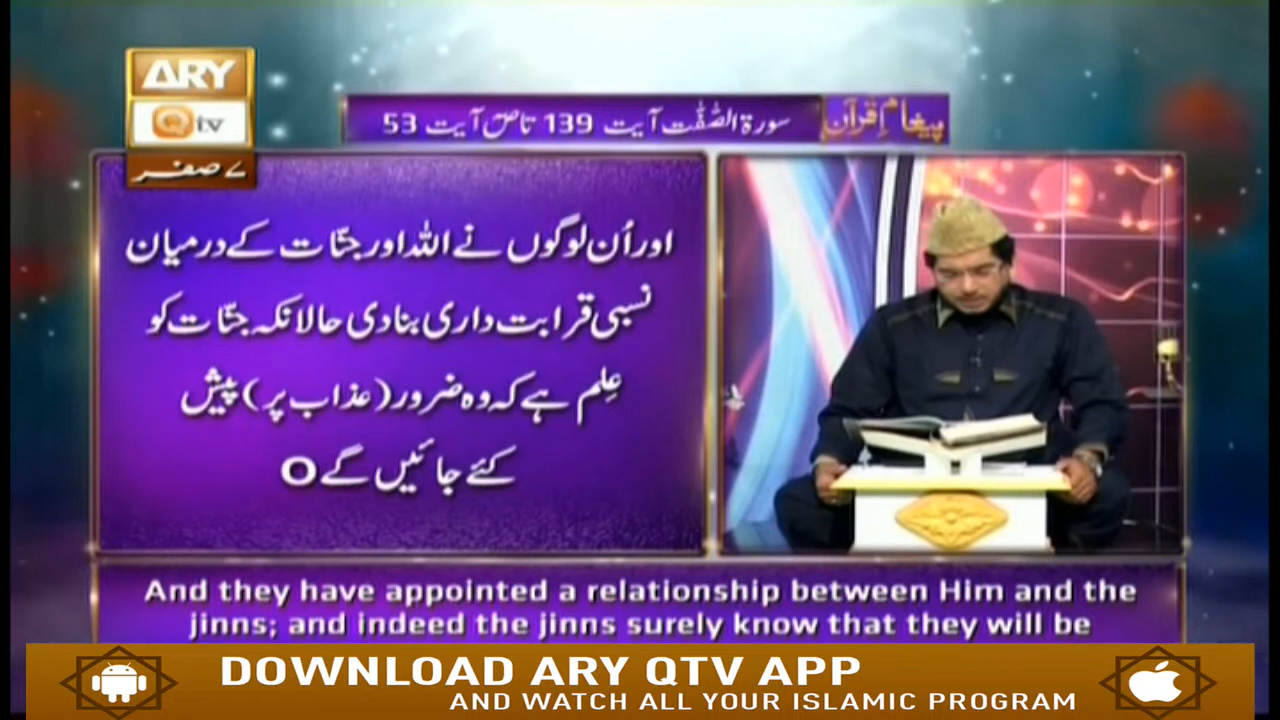 ARY
Qtv
۷ صفر
پیغامِ قرآن
سورۃ الصّٰفّٰت آیت 139 تا صٓ آیت 53
اور اُن لوگوں نے اللہ اور جنّات کے درمیان
نسبی قرابت داری بنا دی حالانکہ جنّات کو
عِلم ہے کہ وہ ضرور (عذاب پر) پیش
کئے جائیں گے O
And they have appointed a relationship between Him and the
jinns; and indeed the jinns surely know that they will be
DOWNLOAD ARY QTV APP
AND WATCH ALL YOUR ISLAMIC PROGRAM